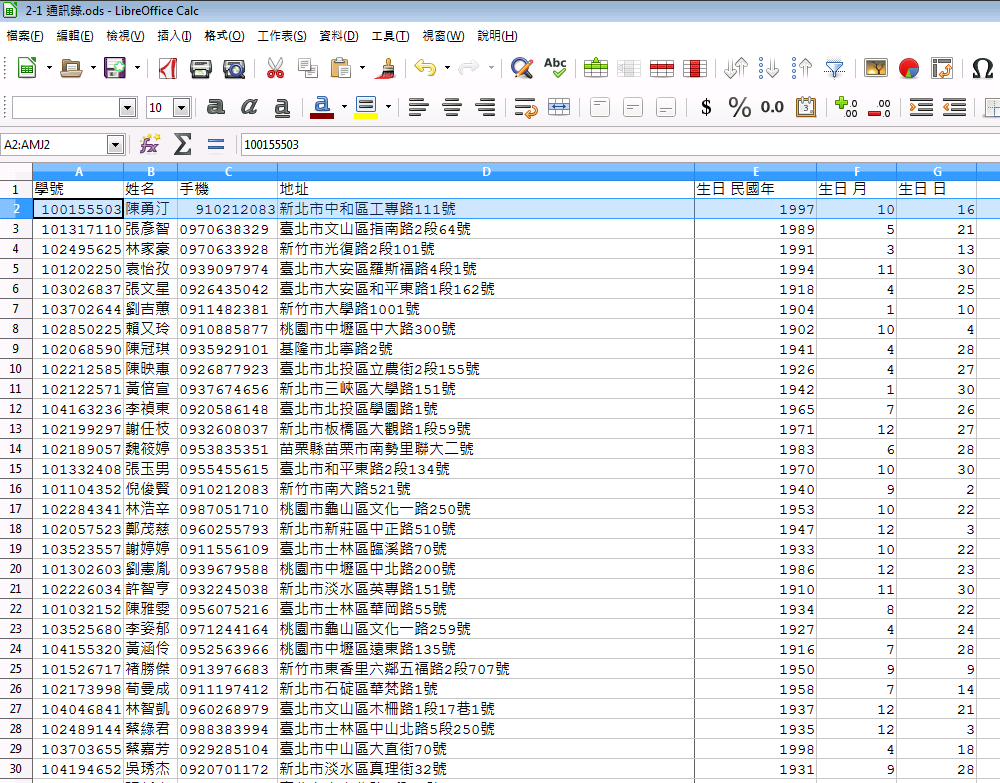 2-1 通訊錄.ods - LibreOffice Calc
檔案(F) 編輯(E) 檢視(V) 插入(I) 格式(O) 工作表(S) 資料(D) 工具(T) 視窗(W) 說明(H)
Abc Ω
10 a a a a $ % 0.0 .00 .00
A2:AMJ2 fx Σ = 100155503
A B C D E F G
1 學號 姓名 手機 地址 生日 民國年 生日 月 生日 日
2 100155503 陳勇汀 910212083 新北市中和區工專路111號 1997 10 16
3 101317110 張彥智 0970638329 臺北市文山區指南路2段64號 1989 5 21
4 102495625 林家豪 0970633928 新竹市光復路2段101號 1991 3 13
5 101202250 袁怡孜 0939097974 臺北市大安區羅斯福路4段1號 1994 11 30
6 103026837 張文星 0926435042 臺北市大安區和平東路1段162號 1918 4 25
7 103702644 劉吉蕙 0911482381 新竹市大學路1001號 1904 1 10
8 102850225 賴又玲 0910885877 桃園市中壢區中大路300號 1902 10 4
9 102068590 陳冠琪 0935929101 基隆市北寧路2號 1941 4 28
10 102212585 陳映惠 0926877923 臺北市北投區立農街2段155號 1926 4 27
11 102122571 黃倍宣 0937674656 新北市三峽區大學路151號 1942 1 30
12 104163236 李禎東 0920586148 臺北市北投區學園路1號 1965 7 26
13 102199297 謝任枝 0932608037 新北市板橋區大觀路1段59號 1971 12 27
14 102189057 魏筱婷 0953835351 苗栗縣苗栗市南勢里聯大二號 1983 6 28
15 101332408 張玉男 0955455615 臺北市和平東路2段134號 1970 10 30
16 101104352 倪俊賢 0910212083 新竹市南大路521號 1940 9 2
17 102284341 林浩辛 0987051710 桃園市龜山區文化一路250號 1953 10 22
18 102057523 鄭茂慈 0960255793 新北市新莊區中正路510號 1947 12 3
19 103523557 謝婷婷 0911556109 臺北市士林區臨溪路70號 1933 10 22
20 101302603 劉憲胤 0939679588 桃園市中壢區中北路200號 1986 12 23
21 102226034 許智亨 0932245038 新北市淡水區英專路151號 1910 11 30
22 101032152 陳雅雯 0956075216 臺北市士林區華岡路55號 1934 8 22
23 103525680 李姿郁 0971244164 桃園市龜山區文化一路259號 1927 4 24
24 104155320 黃涵伶 0952563966 桃園市中壢區遠東路135號 1916 7 28
25 101526717 褚勝傑 0913976683 新竹市東香里六鄰五福路2段707號 1950 9 9
26 102173998 荀曼成 0911197412 新北市石碇區華梵路1號 1958 7 14
27 104046841 林智凱 0960268979 臺北市文山區木柵路1段17巷1號 1937 12 21
28 102489144 蔡綠君 0988383994 臺北市士林區中山北路5段250號 1935 12 3
29 103703655 蔡嘉芳 0929285104 臺北市中山區大直街70號 1998 4 18
30 104194652 吳琇杰 0920701172 新北市淡水區真理街32號 1931 9 28